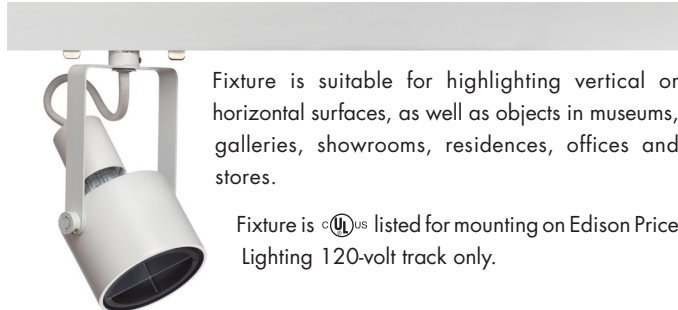 Fixture is suitable for highlighting vertical or
horizontal surfaces, as well as objects in museums,
galleries, showrooms, residences, offices and
stores.
Fixture is c UL us listed for mounting on Edison Price
Lighting 120-volt track only.